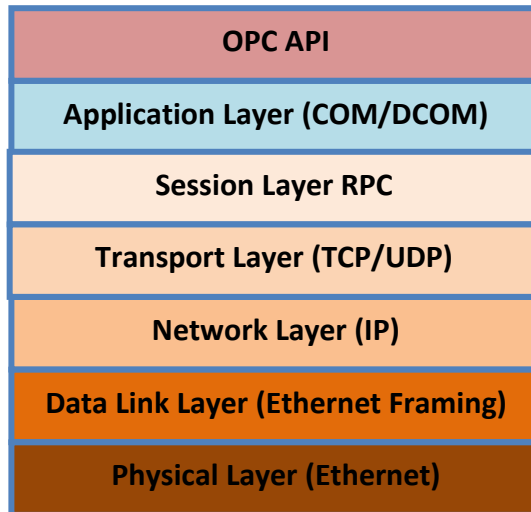 OPC API
Application Layer (COM/DCOM)
Session Layer RPC
Transport Layer (TCP/UDP)
Network Layer (IP)
Data Link Layer (Ethernet Framing)
Physical Layer (Ethernet)